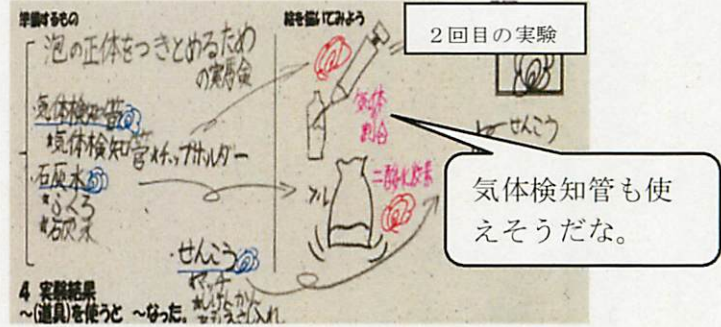 準備するもの
泡の正体をつきとめるため
の実験
気体検知管
*気体検知管*チップホルダー
石灰水
*ふくろ
*石灰水
せんこう
*マッチ
4 実験結果
~(道具)を使うと ~なった。
絵を描いてみよう
2回目の実験
気体
割合
二酸化炭素
せんこう
気体検知管も使
えそうだな。